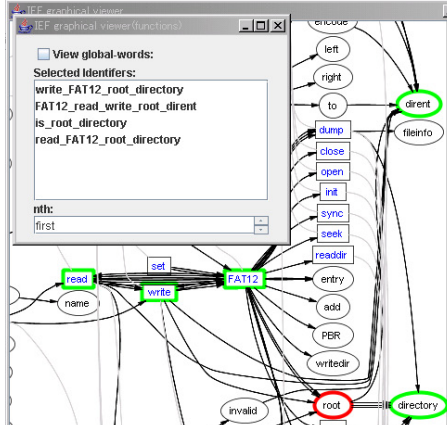 IEF graphical viewer
IEF graphical viewer(functions)
View global-words:
Selected Identifers:
write_FAT12_root_directory
FAT12_read_write_root_dirent
is_root_directory
read_FAT12_root_directory
nth:
first
encode
left
right
to
dirent
dump
fileinfo
close
open
init
sync
seek
readdir
set
read
FAT12
entry
write
name
add
PBR
writedir
invalid
root
directory